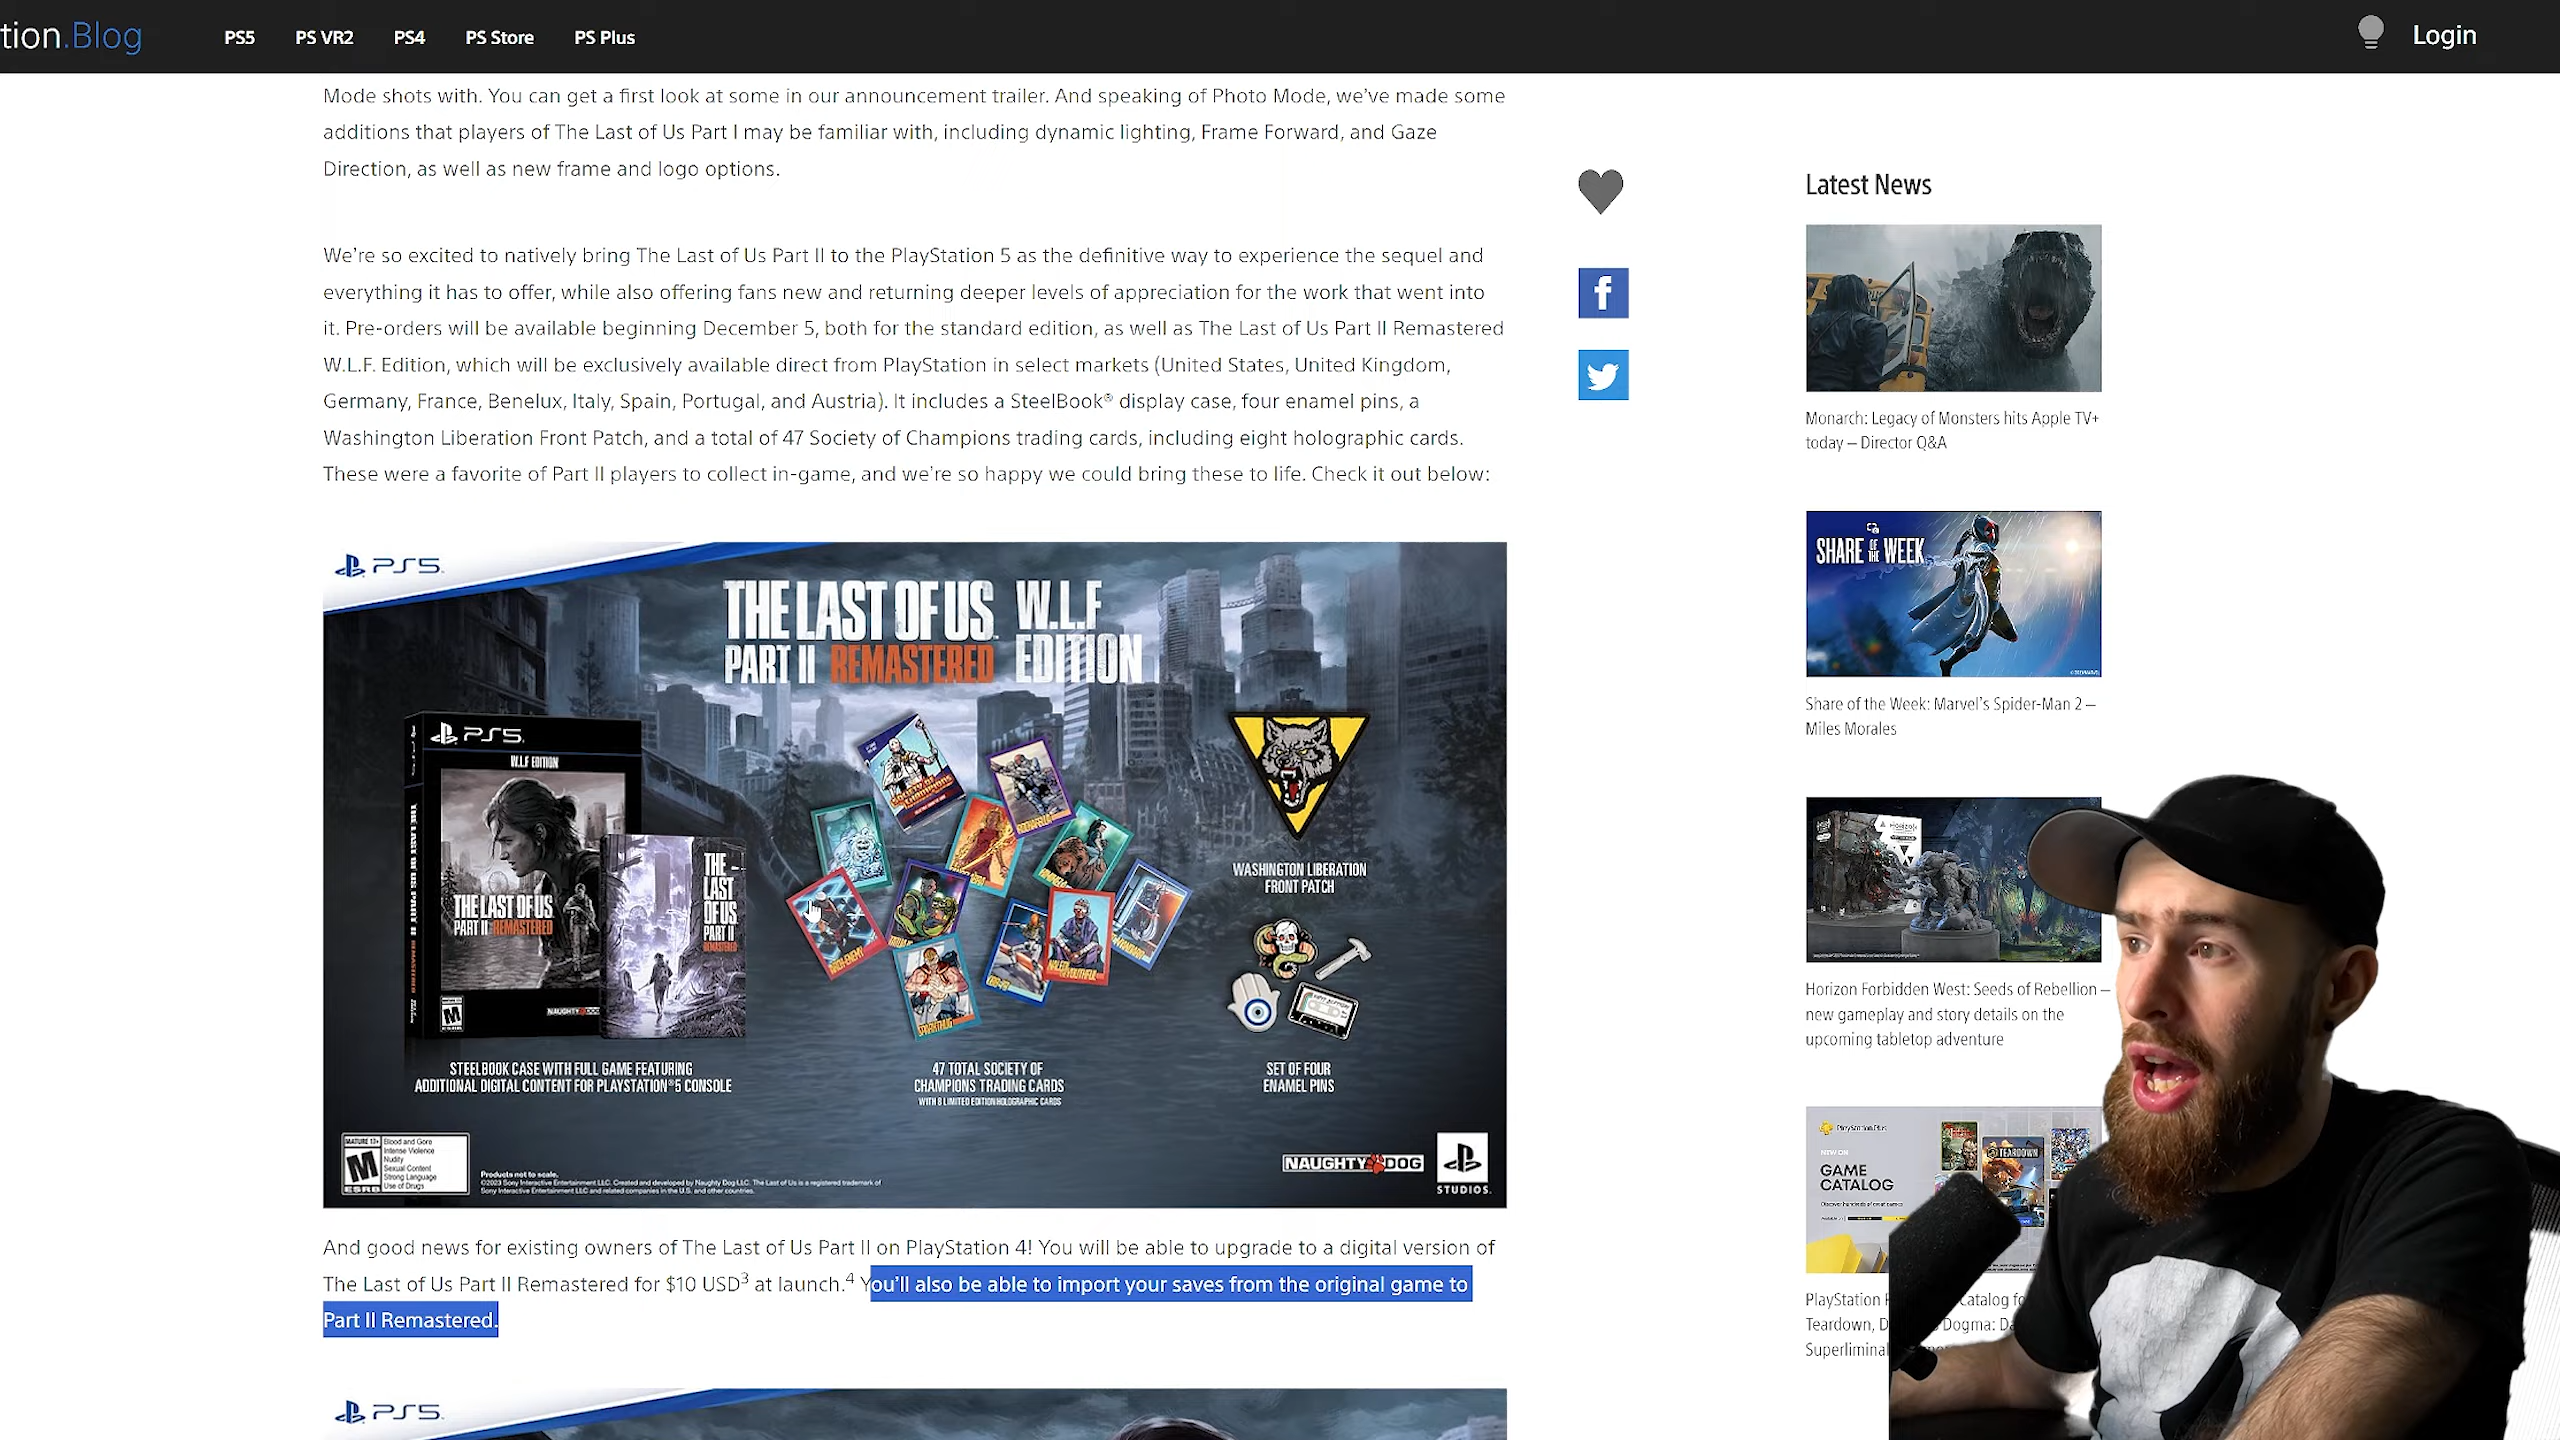 tion.Blog
PS5
PS VR2
PS4
PS Store
PS Plus
Login
Mode shots with. You can get a first look at some in our announcement trailer. And speaking of Photo Mode, we've made some
additions that players of The Last of Us Part I may be familiar with, including dynamic lighting, Frame Forward, and Gaze
Direction, as well as new frame and logo options.
We're so excited to natively bring The Last of Us Part II to the PlayStation 5 as the definitive way to experience the sequel and
everything it has to offer, while also offering fans new and returning deeper levels of appreciation for the work that went into
it. Pre-orders will be available beginning December 5, both for the standard edition, as well as The Last of Us Part II Remastered
W.L.F. Edition, which will be exclusively available direct from PlayStation in select markets (United States, United Kingdom,
Germany, France, Benelux, Italy, Spain, Portugal, and Austria). It includes a SteelBook® display case, four enamel pins, a
Washington Liberation Front Patch, and a total of 47 Society of Champions trading cards, including eight holographic cards.
These were a favorite of Part II players to collect in-game, and we're so happy we could bring these to life. Check it out below:
PS5
THE LAST OF US
PART II REMASTERED
W.L.F
EDITION
PS5
W.L.F EDITION
THE LAST OF US
PART II REMASTERED
THE
LAST
OF US
PART II
REMASTERED
M
NAUGHTY DOG
SOCIETY OF
CHAMPIONS
STEELBOOK CASE WITH FULL GAME FEATURING
ADDITIONAL DIGITAL CONTENT FOR PLAYSTATION®5 CONSOLE
47 TOTAL SOCIETY OF
CHAMPIONS TRADING CARDS
WITH 8 LIMITED EDITION HOLOGRAPHIC CARDS
WASHINGTON LIBERATION
FRONT PATCH
SET OF FOUR
ENAMEL PINS
MATURE 17+
M
ESRB
Blood and Gore
Intense Violence
Nudity
Sexual Content
Strong Language
Use of Drugs
Products not to scale.
©2023 Sony Interactive Entertainment LLC. Created and developed by Naughty Dog LLC. The Last of Us is a registered trademark of
Sony Interactive Entertainment LLC and related companies in the U.S. and other countries.
NAUGHTY DOG
STUDIOS
And good news for existing owners of The Last of Us Part II on PlayStation 4! You will be able to upgrade to a digital version of
The Last of Us Part II Remastered for $10 USD3 at launch.4 You'll also be able to import your saves from the original game to
Part II Remastered.
PS5
Latest News
Monarch: Legacy of Monsters hits Apple TV+
today – Director Q&A
SHARE OF THE WEEK
Share of the Week: Marvel's Spider-Man 2 –
Miles Morales
HORIZON
Horizon Forbidden West: Seeds of Rebellion –
new gameplay and story details on the
upcoming tabletop adventure
PlayStation Plus
NEW ON
GAME
CATALOG
TEARDOWN
PlayStation
Catalog
Teardown,
Dogma:
Superliminal